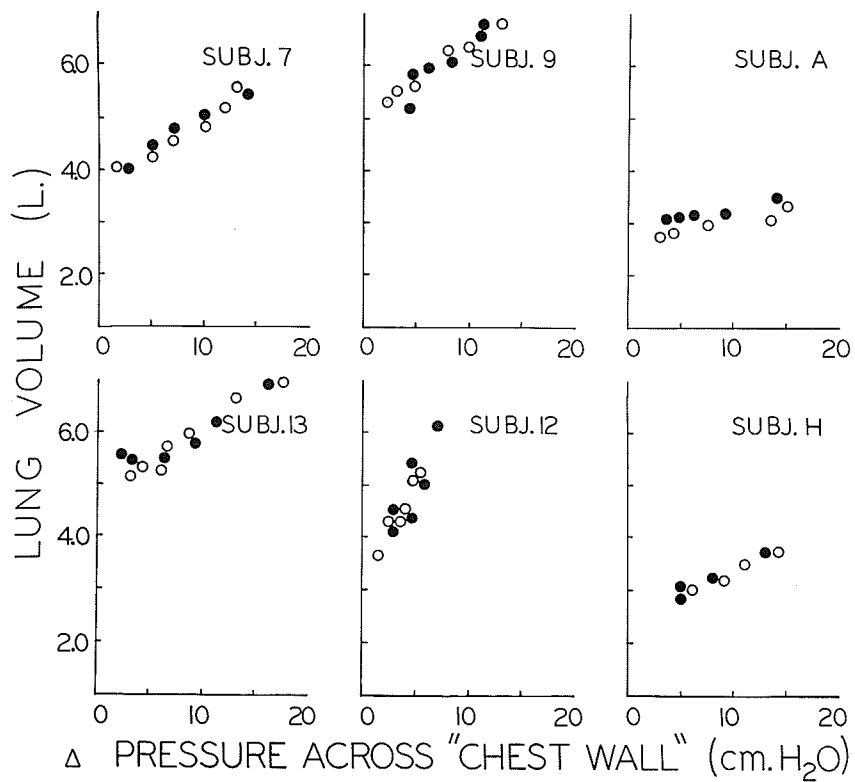 SUBJ. 7
SUBJ. 9
SUBJ. A
6.0
4.0
2.0
0 10 20
0 10 20
0 10 20
SUBJ.13
SUBJ.12
SUBJ. H
6.0
4.0
2.0
0 10 20
0 10 20
0 10 20
LUNG VOLUME (L.)
Δ PRESSURE ACROSS "CHEST WALL" (cm. H₂O)